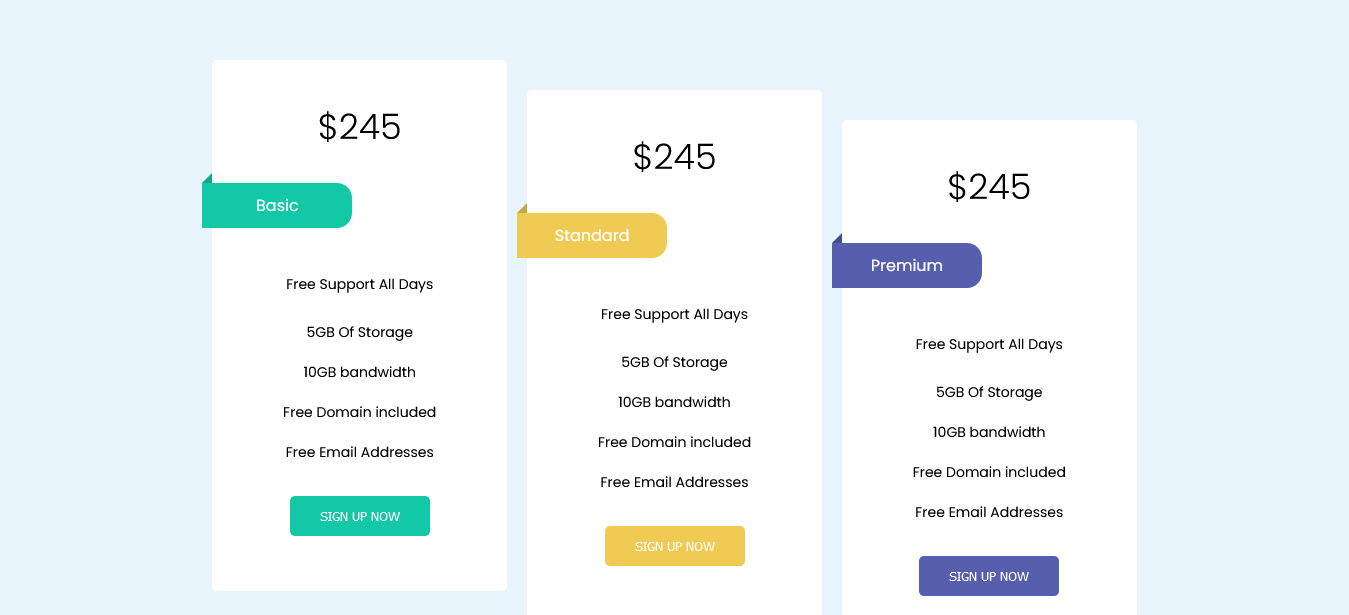 $245
Basic
Free Support All Days
5GB Of Storage
10GB bandwidth
Free Domain included
Free Email Addresses
SIGN UP NOW
$245
Standard
Free Support All Days
5GB Of Storage
10GB bandwidth
Free Domain included
Free Email Addresses
SIGN UP NOW
$245
Premium
Free Support All Days
5GB Of Storage
10GB bandwidth
Free Domain included
Free Email Addresses
SIGN UP NOW